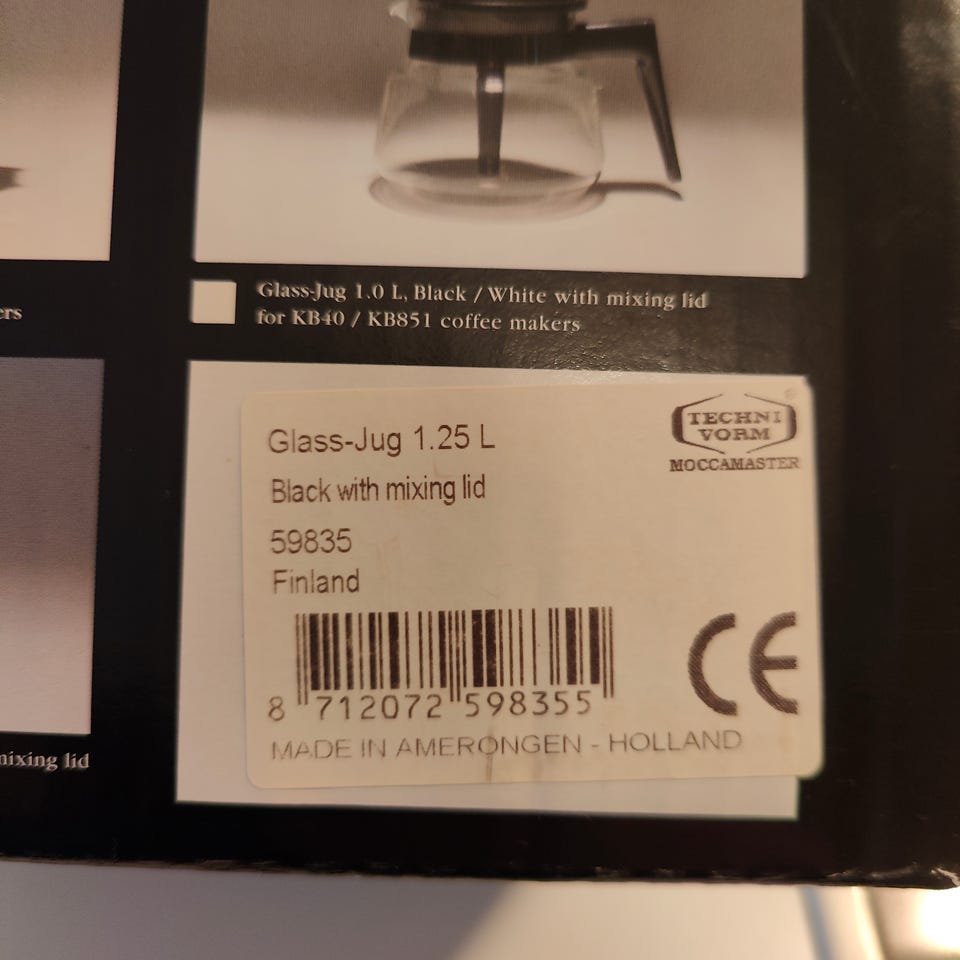 ers
Glass-Jug 1.0 L, Black / White with mixing lid
for KB40 / KB851 coffee makers
mixing lid
Glass-Jug 1.25 L
Black with mixing lid
59835
Finland
8 712072 598355
MADE IN AMERONGEN - HOLLAND
®
TECHNI
VORM
MOCCAMASTER
CE